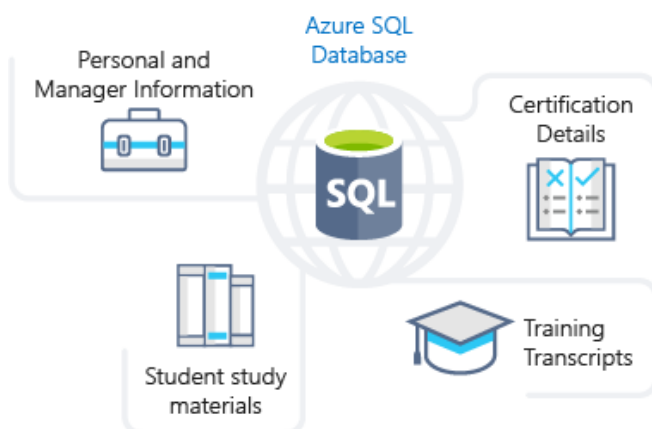 Azure SQL
Database
Personal and
Manager Information
Certification
Details
SQL
Student study
materials
Training
Transcripts